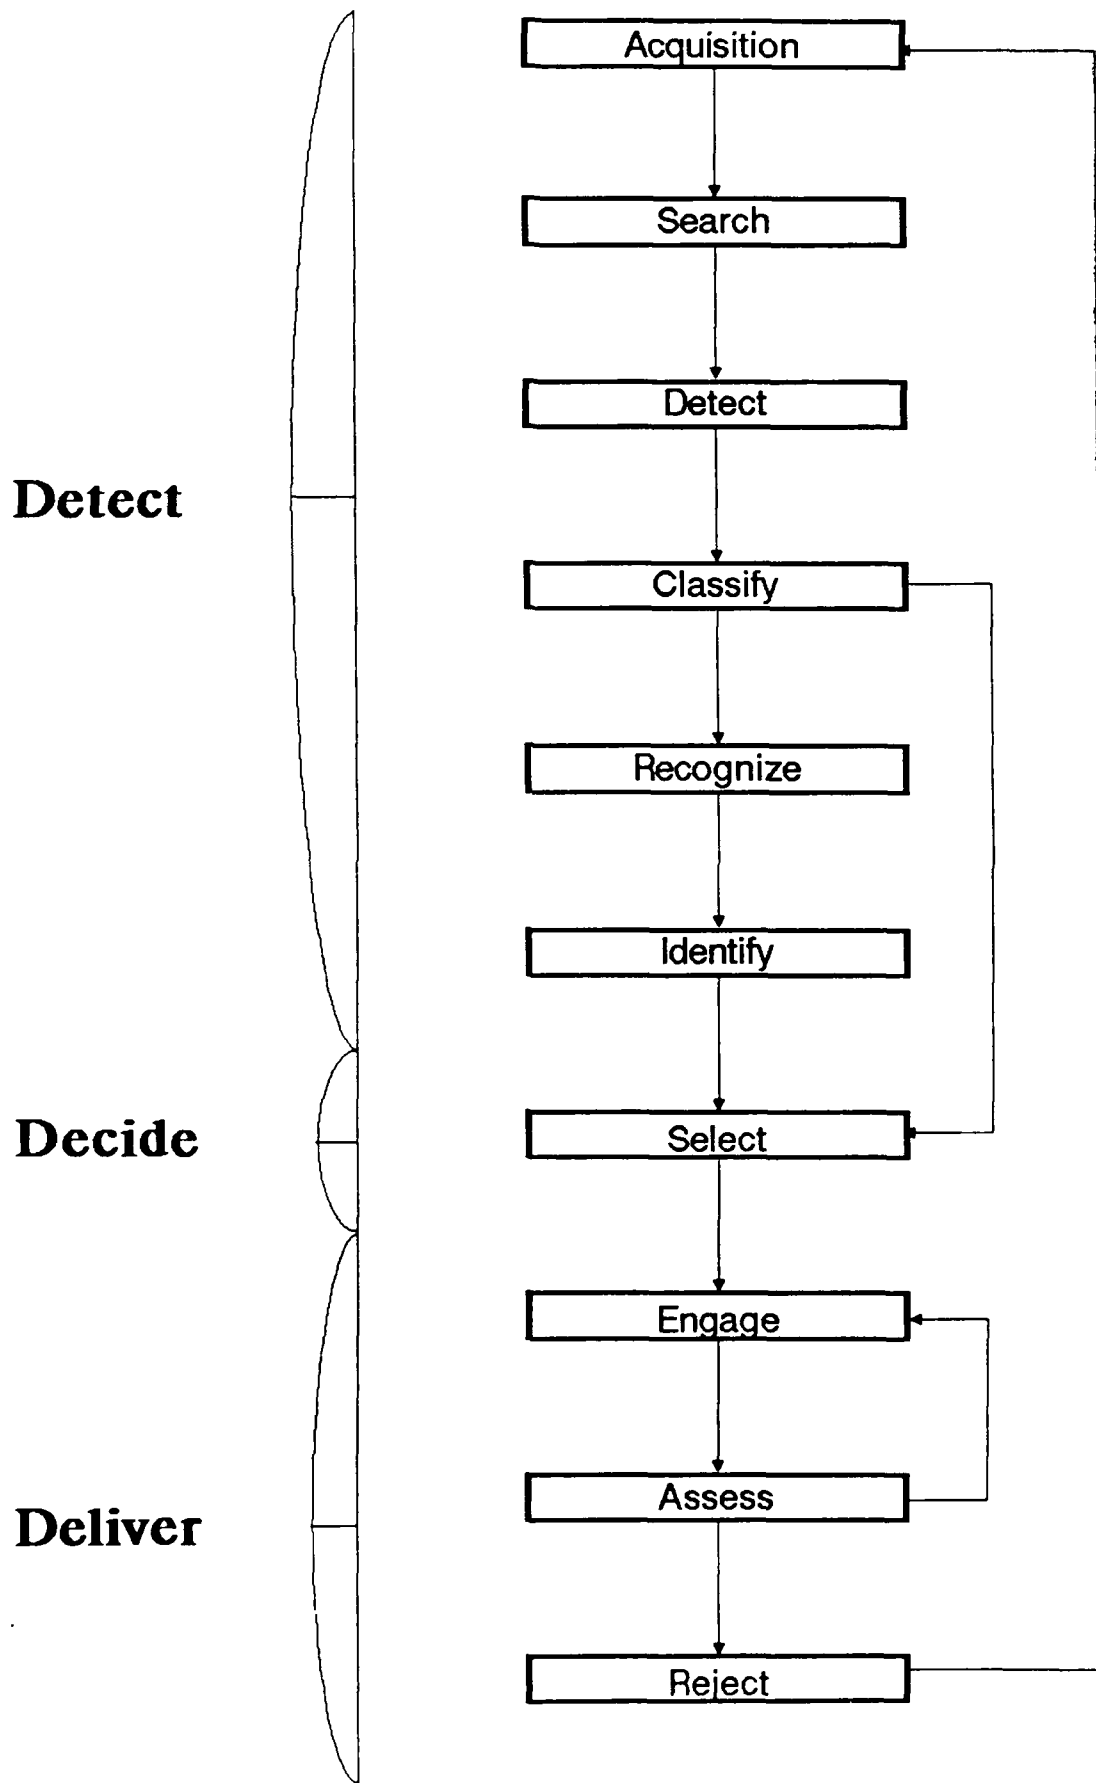 Acquisition
Search
Detect
Detect
Classify
Recognize
Identify
Decide
Select
Engage
Assess
Deliver
Reject